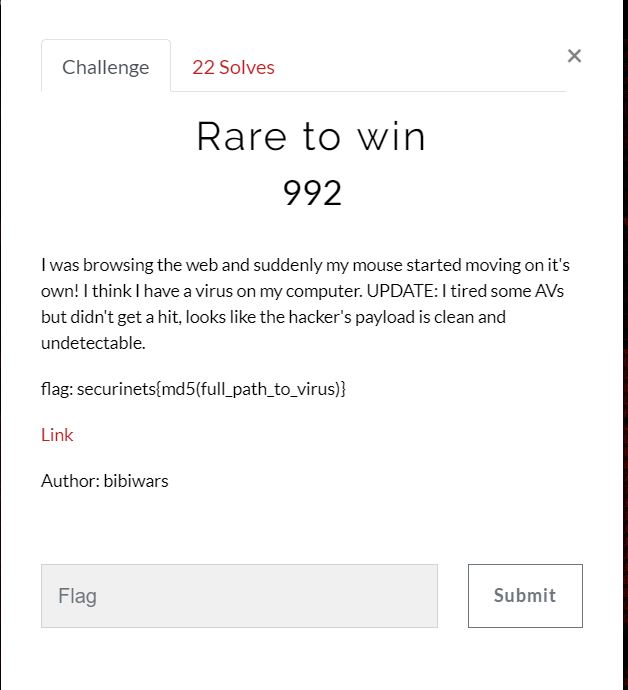 Challenge
22 Solves
×
Rare to win
992
I was browsing the web and suddenly my mouse started moving on it's
own! I think I have a virus on my computer. UPDATE: I tired some AVs
but didn't get a hit, looks like the hacker's payload is clean and
undetectable.
flag: securinets{md5(full_path_to_virus)}
Link
Author: bibiwars
Flag
Submit